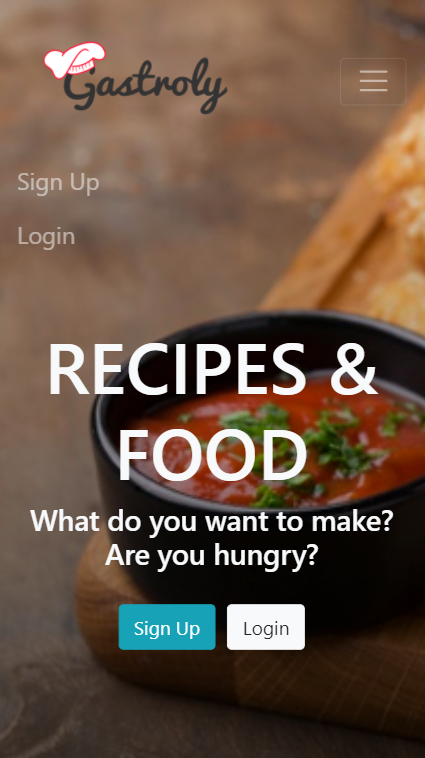 Gastroly
Sign Up
Login
RECIPES &
FOOD
What do you want to make?
Are you hungry?
Sign Up
Login